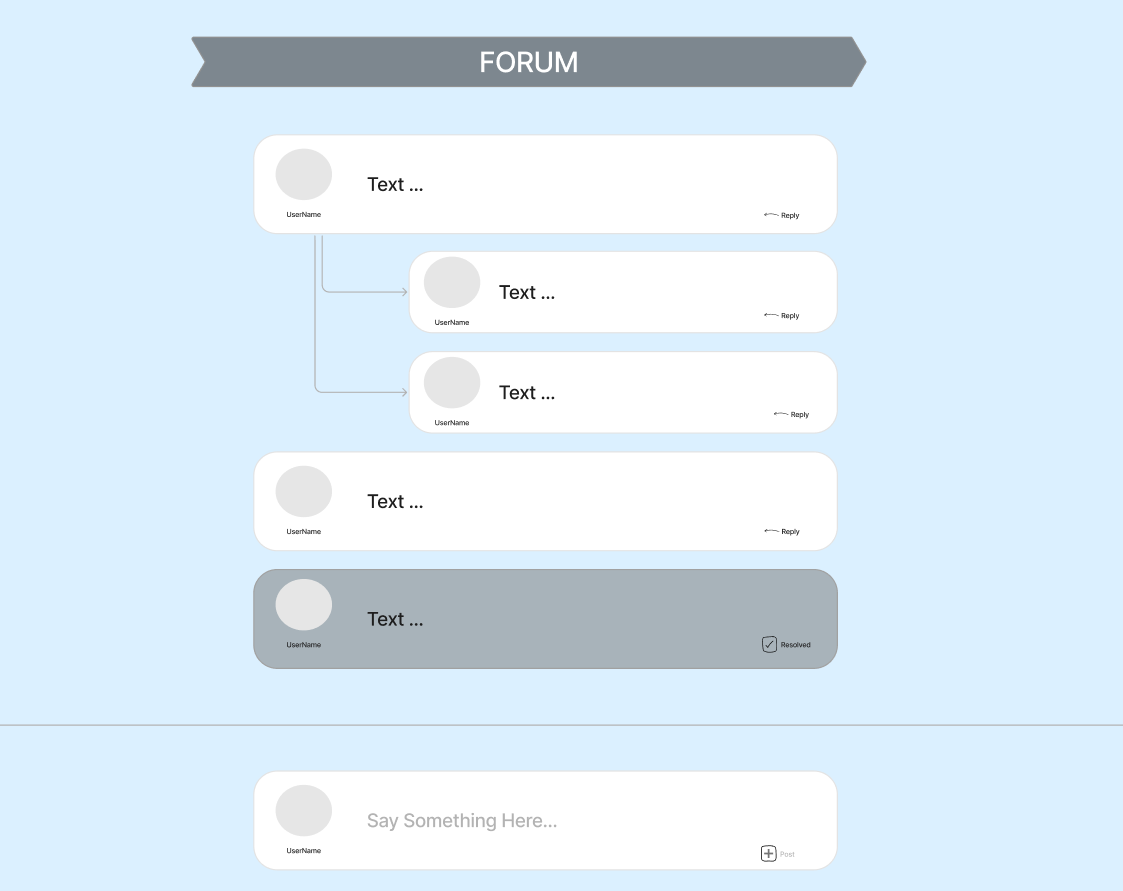 FORUM
Text ...
UserName
Reply
Text ...
Reply
UserName
Text ...
Reply
UserName
Text ...
UserName
Reply
Text ...
UserName
Resolved
Say Something Here...
UserName
Post